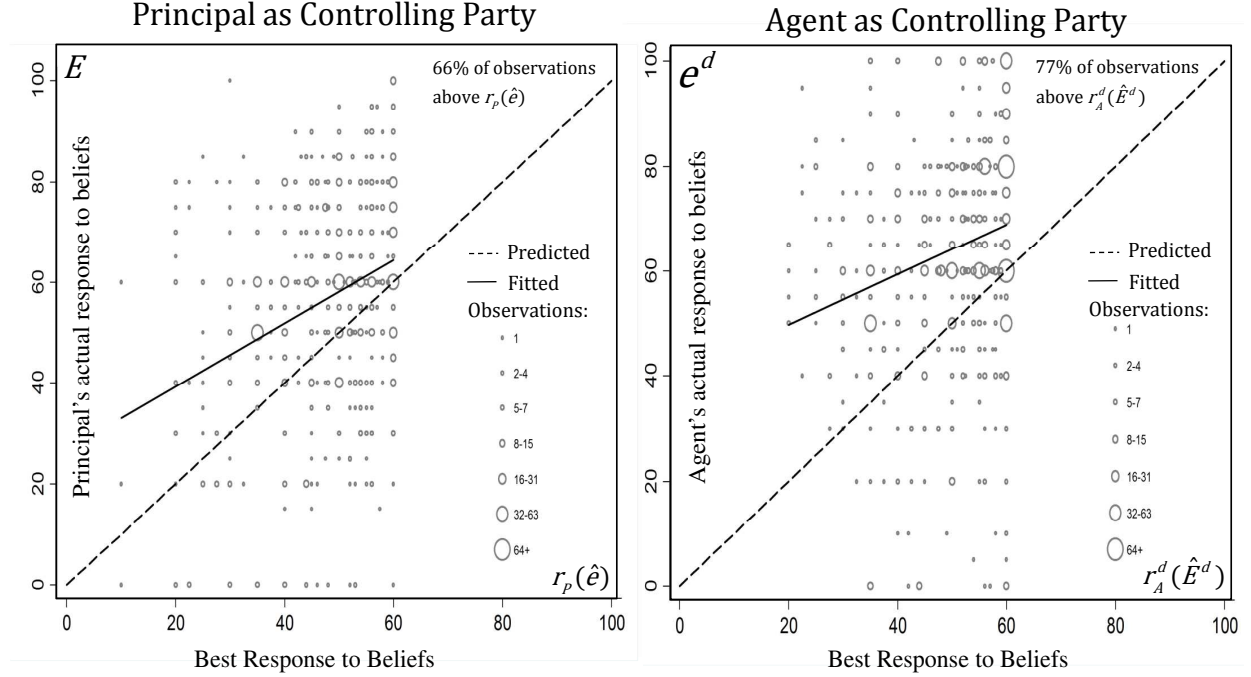 Principal as Controlling Party
E
66% of observations
above r_P(ê)
Principal's actual response to beliefs
100
80
60
40
20
0
Predicted
Fitted
Observations:
1
2-4
5-7
8-15
16-31
32-63
64+
r_P(ê)
0 20 40 60 80 100
Best Response to Beliefs
Agent as Controlling Party
e^d
77% of observations
above r_A^d(Ê^d)
Agent's actual response to beliefs
100
80
60
40
20
0
Predicted
Fitted
Observations:
1
2-4
5-7
8-15
16-31
32-63
64+
r_A^d(Ê^d)
0 20 40 60 80 100
Best Response to Beliefs